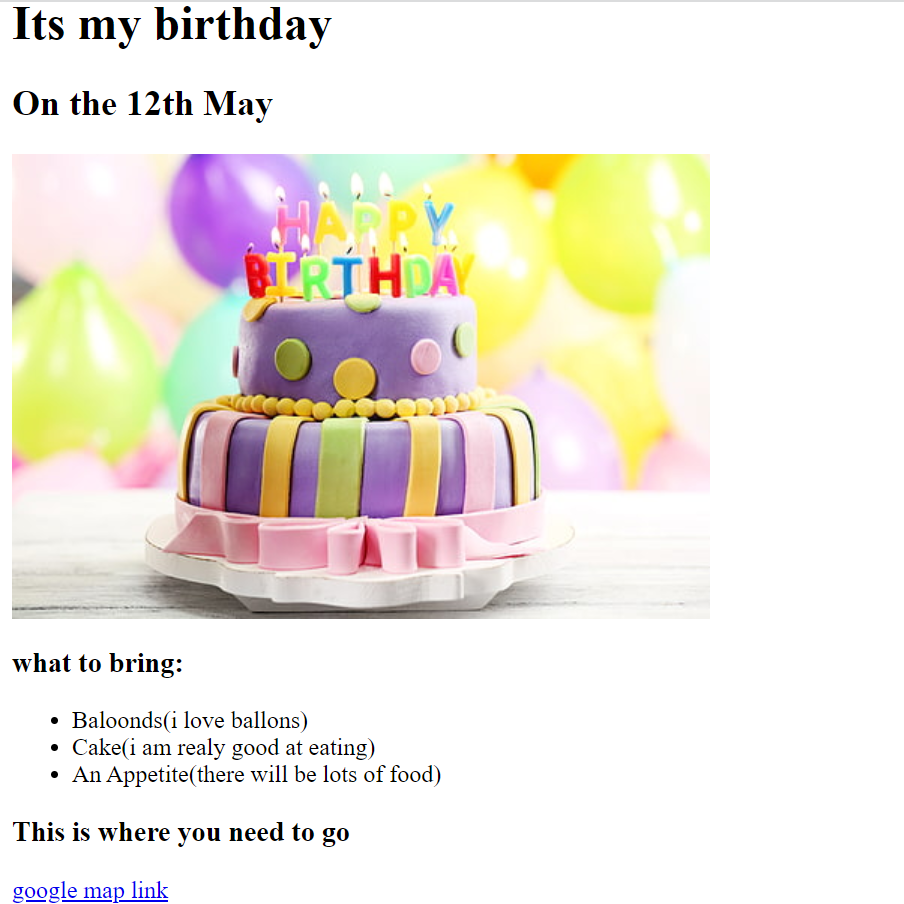 Its my birthday
On the 12th May
HAPPY
BIRTHDAY
what to bring:
Baloonds(i love ballons)
Cake(i am realy good at eating)
An Appetite(there will be lots of food)
This is where you need to go
google map link